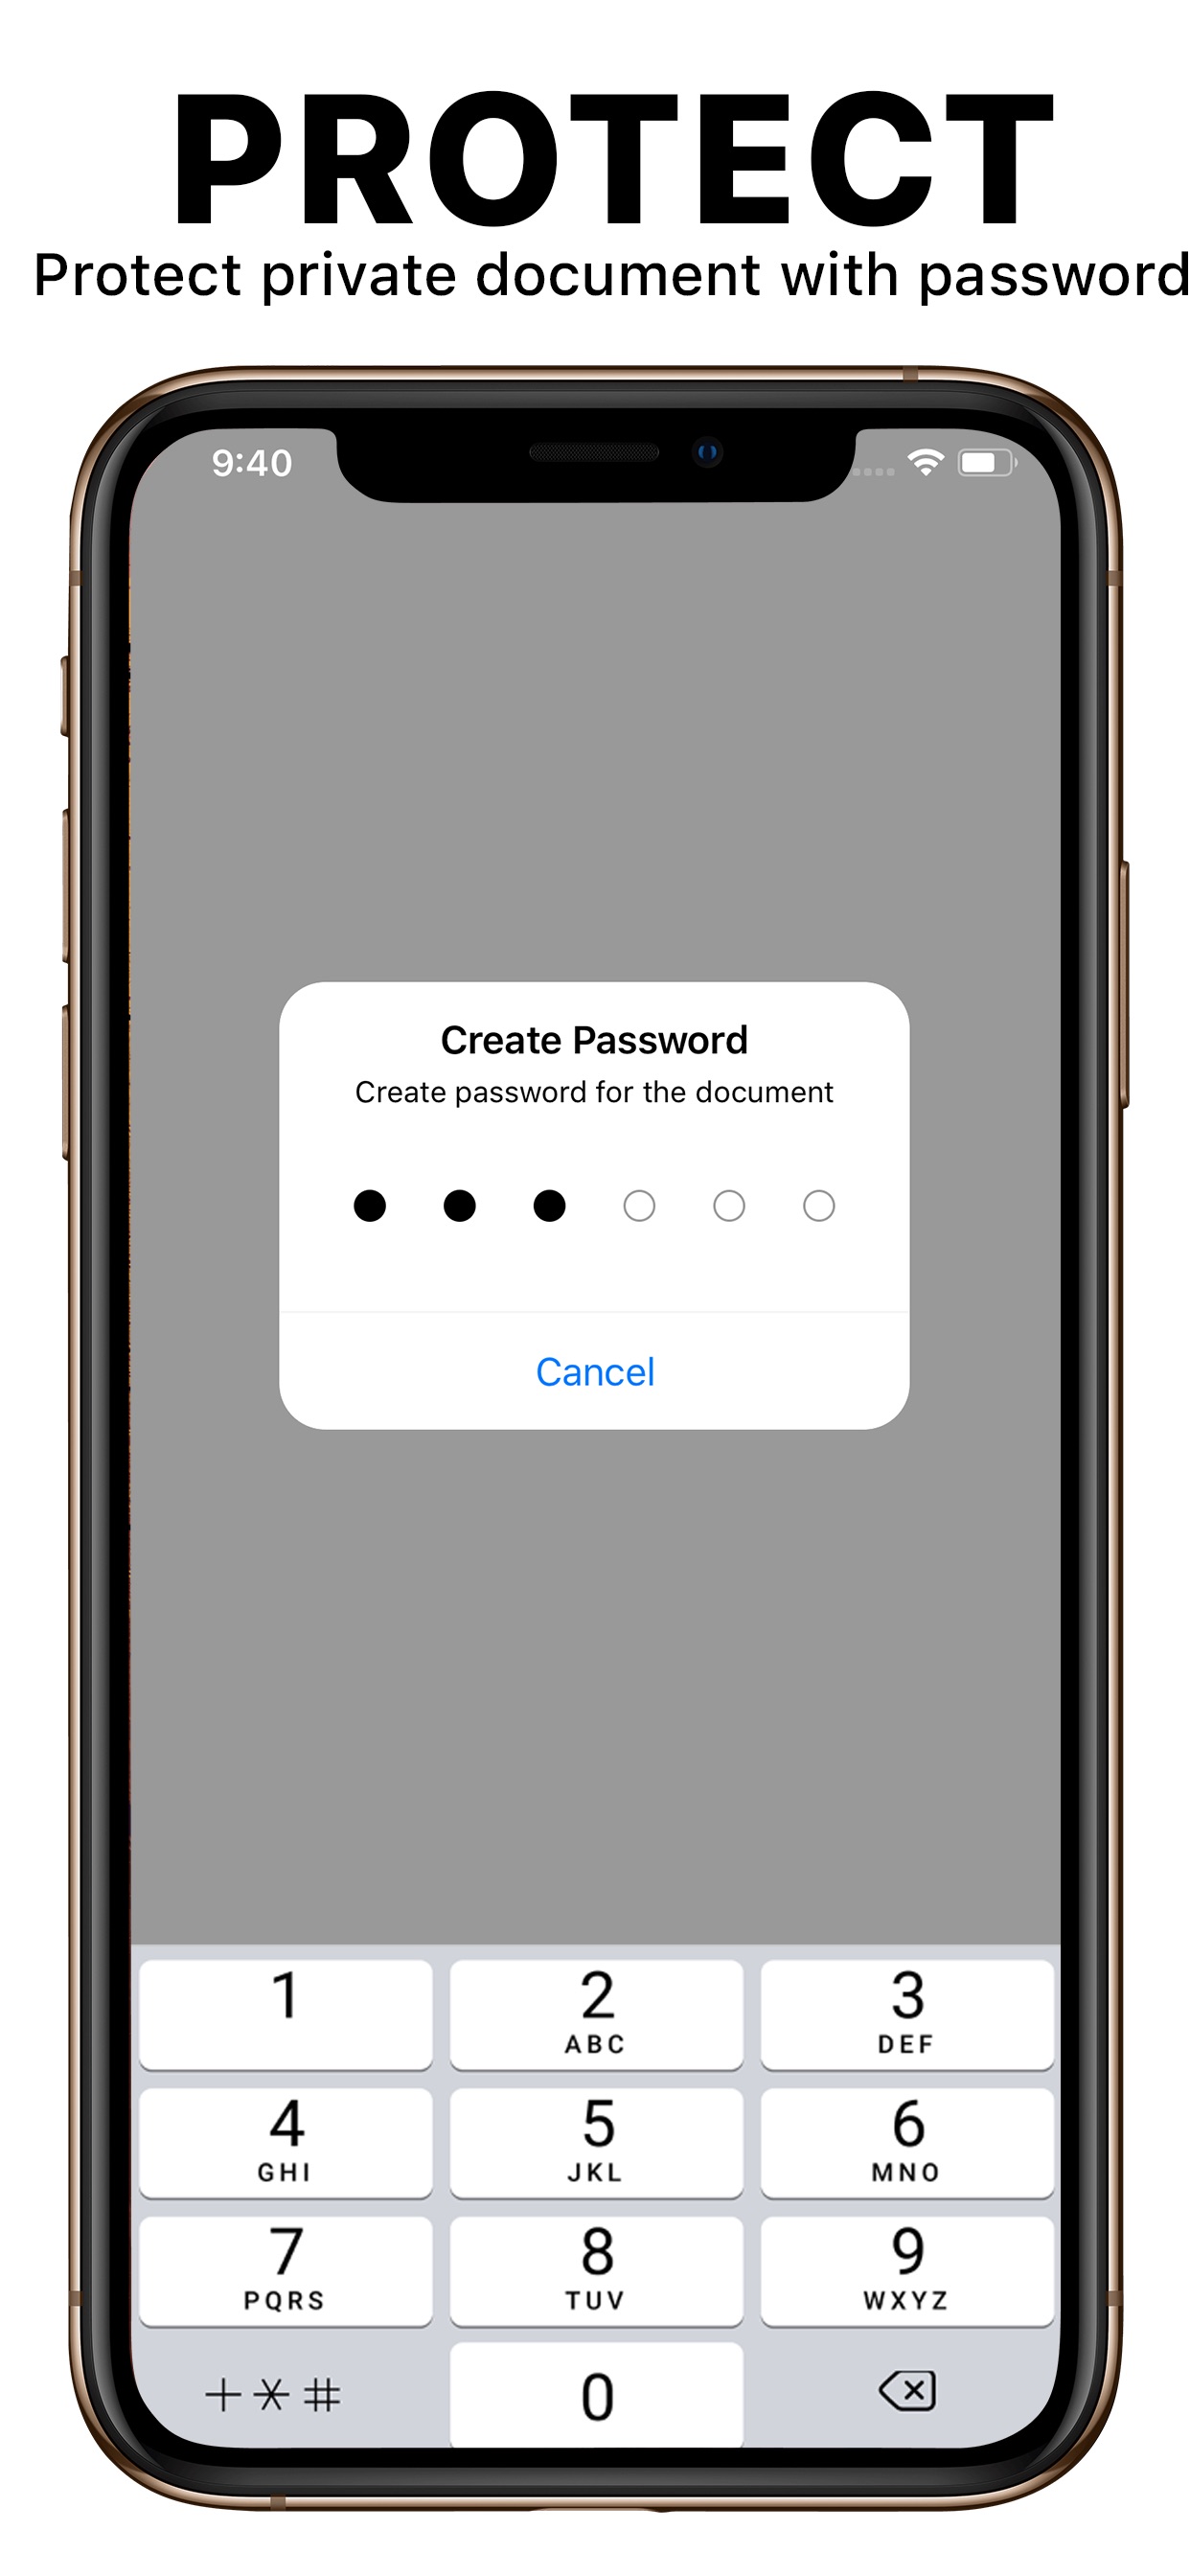 PROTECT
Protect private document with password
9:40
Create Password
Create password for the document
Cancel
1 2 3
ABC DEF
4 5 6
GHI JKL MNO
7 8 9
PQRS TUV WXYZ
+*# 0